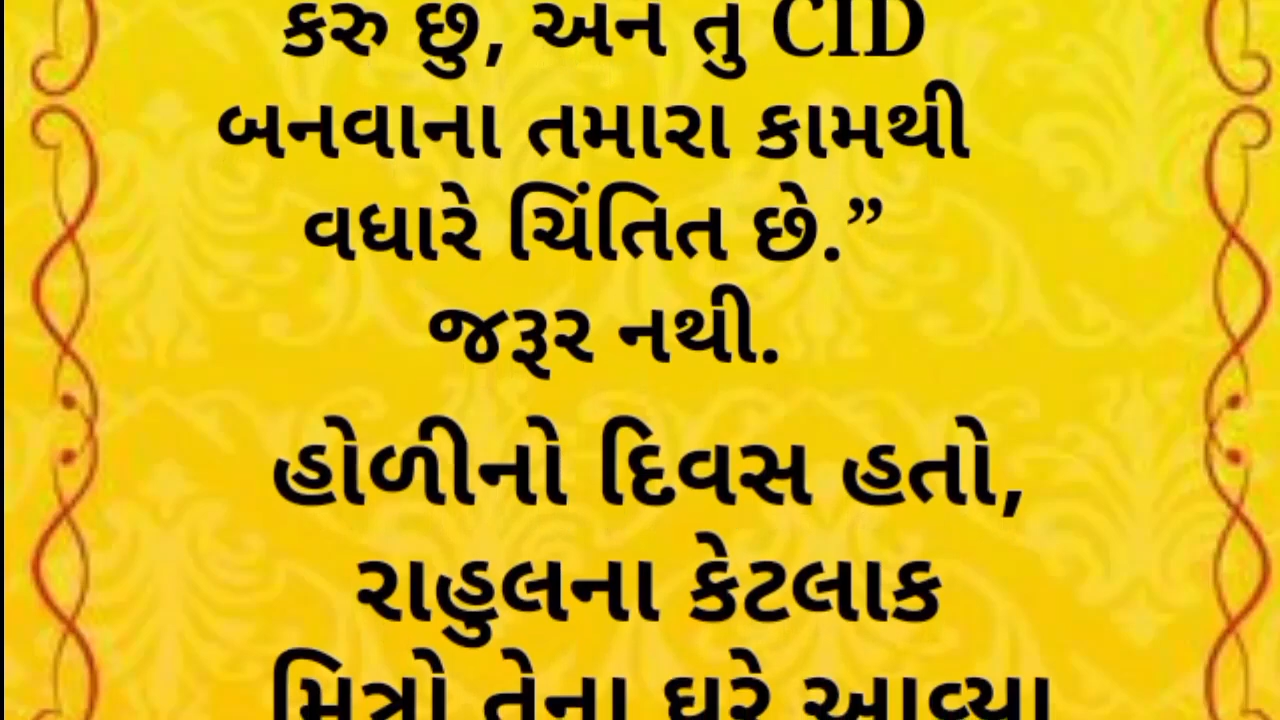 કરુ છુ, અને તુ CID
બનવાના તમારા કામથી
વધારે ચિંતિત છે.”
જરૂર નથી.
હોળીનો દિવસ હતો,
રાહુલના કેટલાક
મિત્રો તેના ઘરે આવ્યા